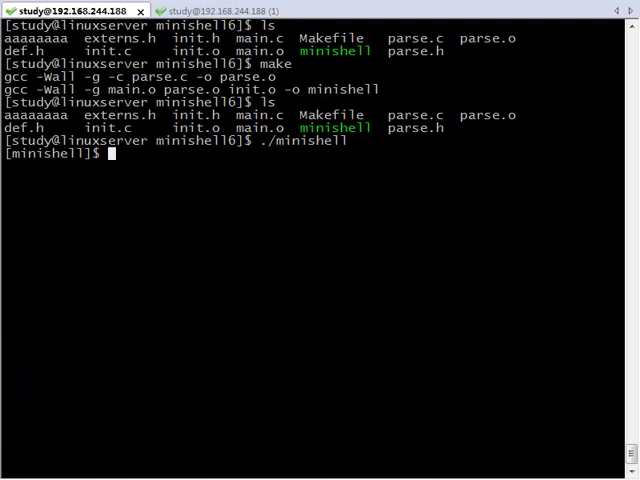 study@192.168.244.188 × study@192.168.244.188 (1)
[study@linuxserver minishell6]$ ls
aaaaaaaa externs.h init.h main.c Makefile parse.c parse.o
def.h init.c init.o main.o minishell parse.h
[study@linuxserver minishell6]$ make
gcc -Wall -g -c parse.c -o parse.o
gcc -Wall -g main.o parse.o init.o -o minishell
[study@linuxserver minishell6]$ ls
aaaaaaaa externs.h init.h main.c Makefile parse.c parse.o
def.h init.c init.o main.o minishell parse.h
[study@linuxserver minishell6]$ ./minishell
[minishell]$